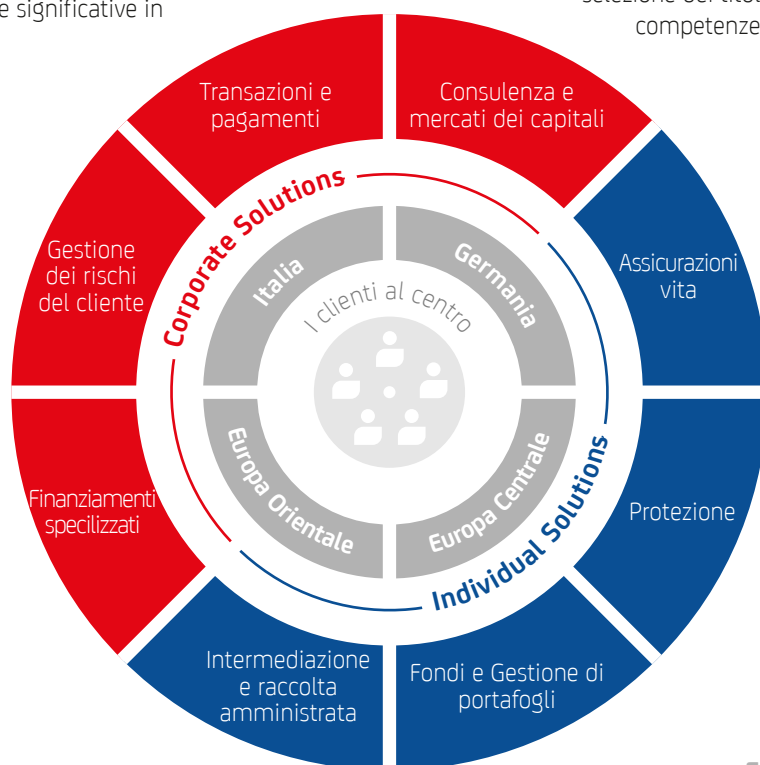 e significative in
competenze
Transazioni e
pagamenti
Consulenza e
mercati dei capitali
Gestione
dei rischi
del cliente
Assicurazioni
vita
Corporate Solutions
Italia
Germania
I clienti al centro
Europa Orientale
Europa Centrale
Individual Solutions
Finanziamenti
specilizzati
Protezione
Intermediazione
e raccolta
amministrata
Fondi e Gestione di
portafogli